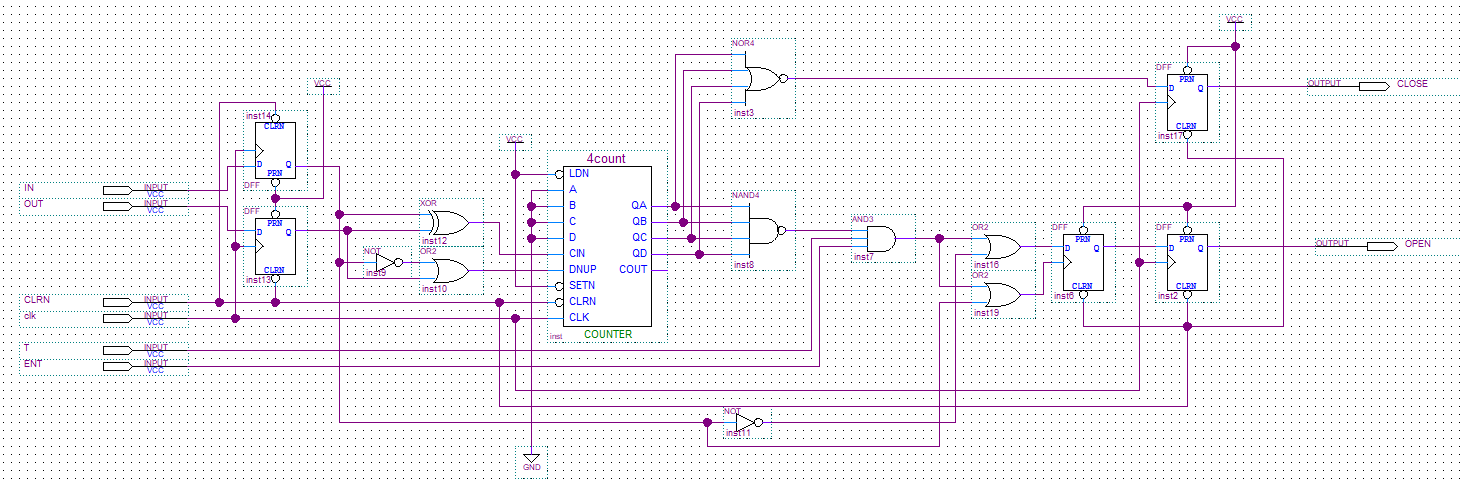 VCC
NOR4
inst3
VCC
DFF
PRN
D
Q
CLRN
inst17
OUTPUT
CLOSE
inst14
CLRN
D
Q
PRN
DFF
IN
INPUT
VCC
OUT
INPUT
VCC
DFF
PRN
D
Q
CLRN
inst13
XOR
inst12
NOT
inst9
OR2
inst10
VCC
4count
LDN
A
B
C
D
CIN
DNUP
SETN
CLRN
CLK
QA
QB
QC
QD
COUT
inst
COUNTER
NAND4
inst8
AND3
inst7
OR2
inst16
OR2
inst19
DFF
PRN
D
Q
CLRN
inst6
DFF
PRN
D
Q
CLRN
inst2
OUTPUT
OPEN
CLRN
INPUT
VCC
clk
INPUT
VCC
T
INPUT
VCC
ENT
INPUT
VCC
NOT
inst11
GND